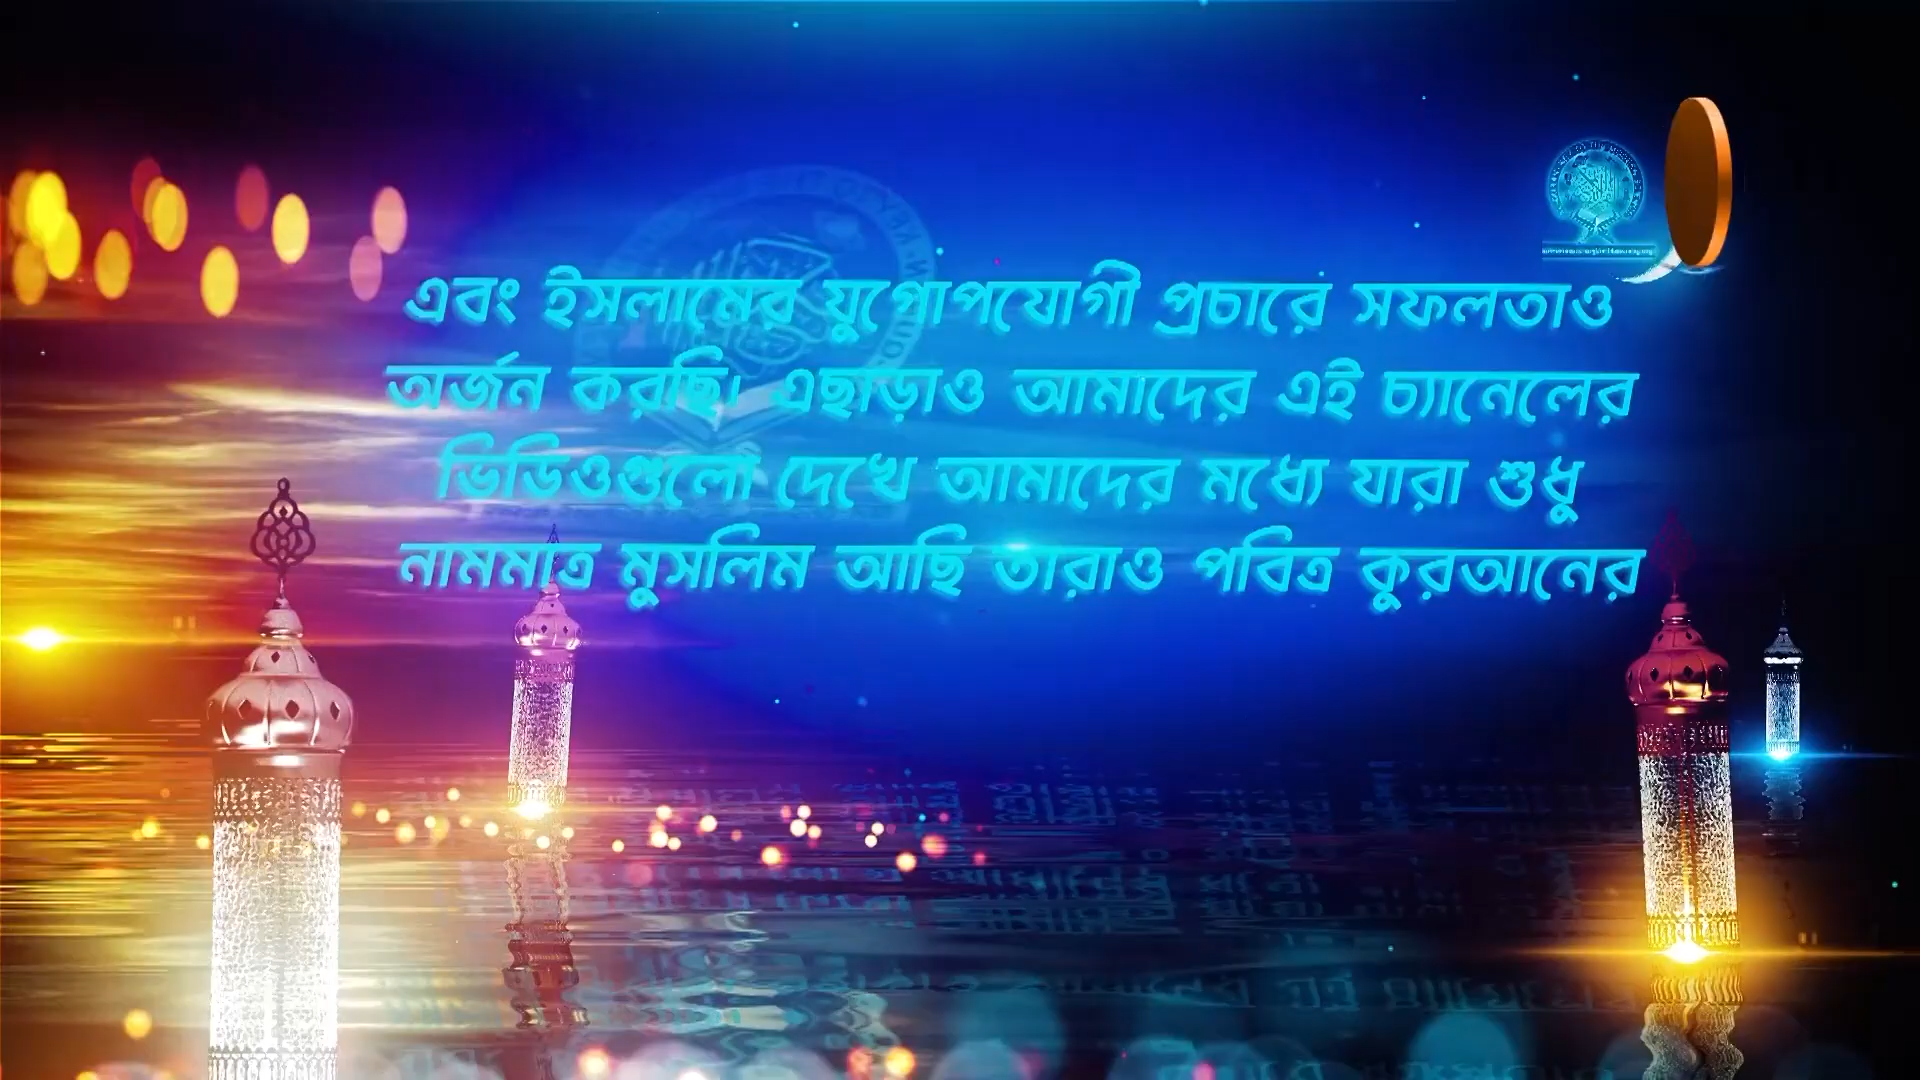 এবং ইসলামের যুগোপযোগী প্রচারে সফলতাও
অর্জন করছি। এছাড়াও আমাদের এই চ্যানেলের
ভিডিওগুলো দেখে আমাদের মধ্যে যারা শুধু
নামমাত্র মুসলিম আছি তারাও পবিত্র কুরআনের